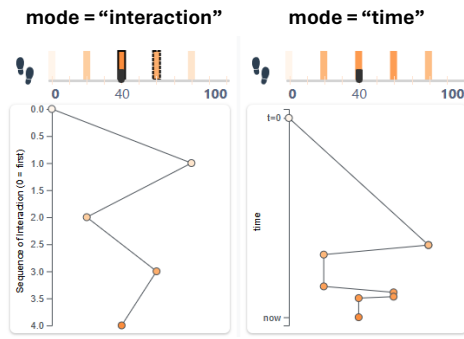 mode = “interaction”
0
40
100
Sequence of Interaction (0 = first)
0.0
0.5
1.0
1.5
2.0
2.5
3.0
3.5
4.0
mode = “time”
0
40
100
time
t=0
now